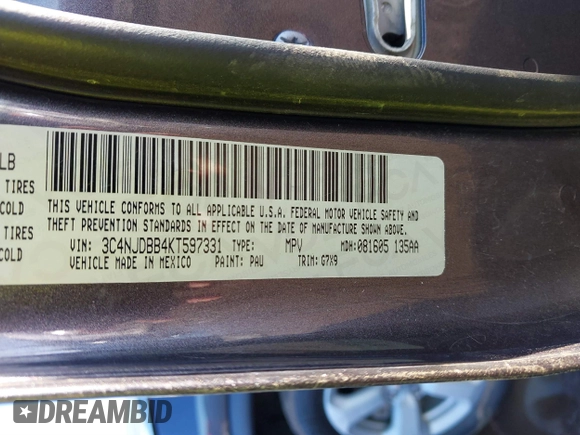 LB
TIRES
COLD
TIRES
COLD
THIS VEHICLE CONFORMS TO ALL APPLICABLE U.S.A. FEDERAL MOTOR VEHICLE SAFETY AND
THEFT PREVENTION STANDARDS IN EFFECT ON THE DATE OF MANUFACTURE SHOWN ABOVE.
VIN: 3C4NJDBB4KT597331 TYPE: MPV MDH:081605 135AA
VEHICLE MADE IN MEXICO PAINT: PAU TRIM: G7X9
DREAMBID